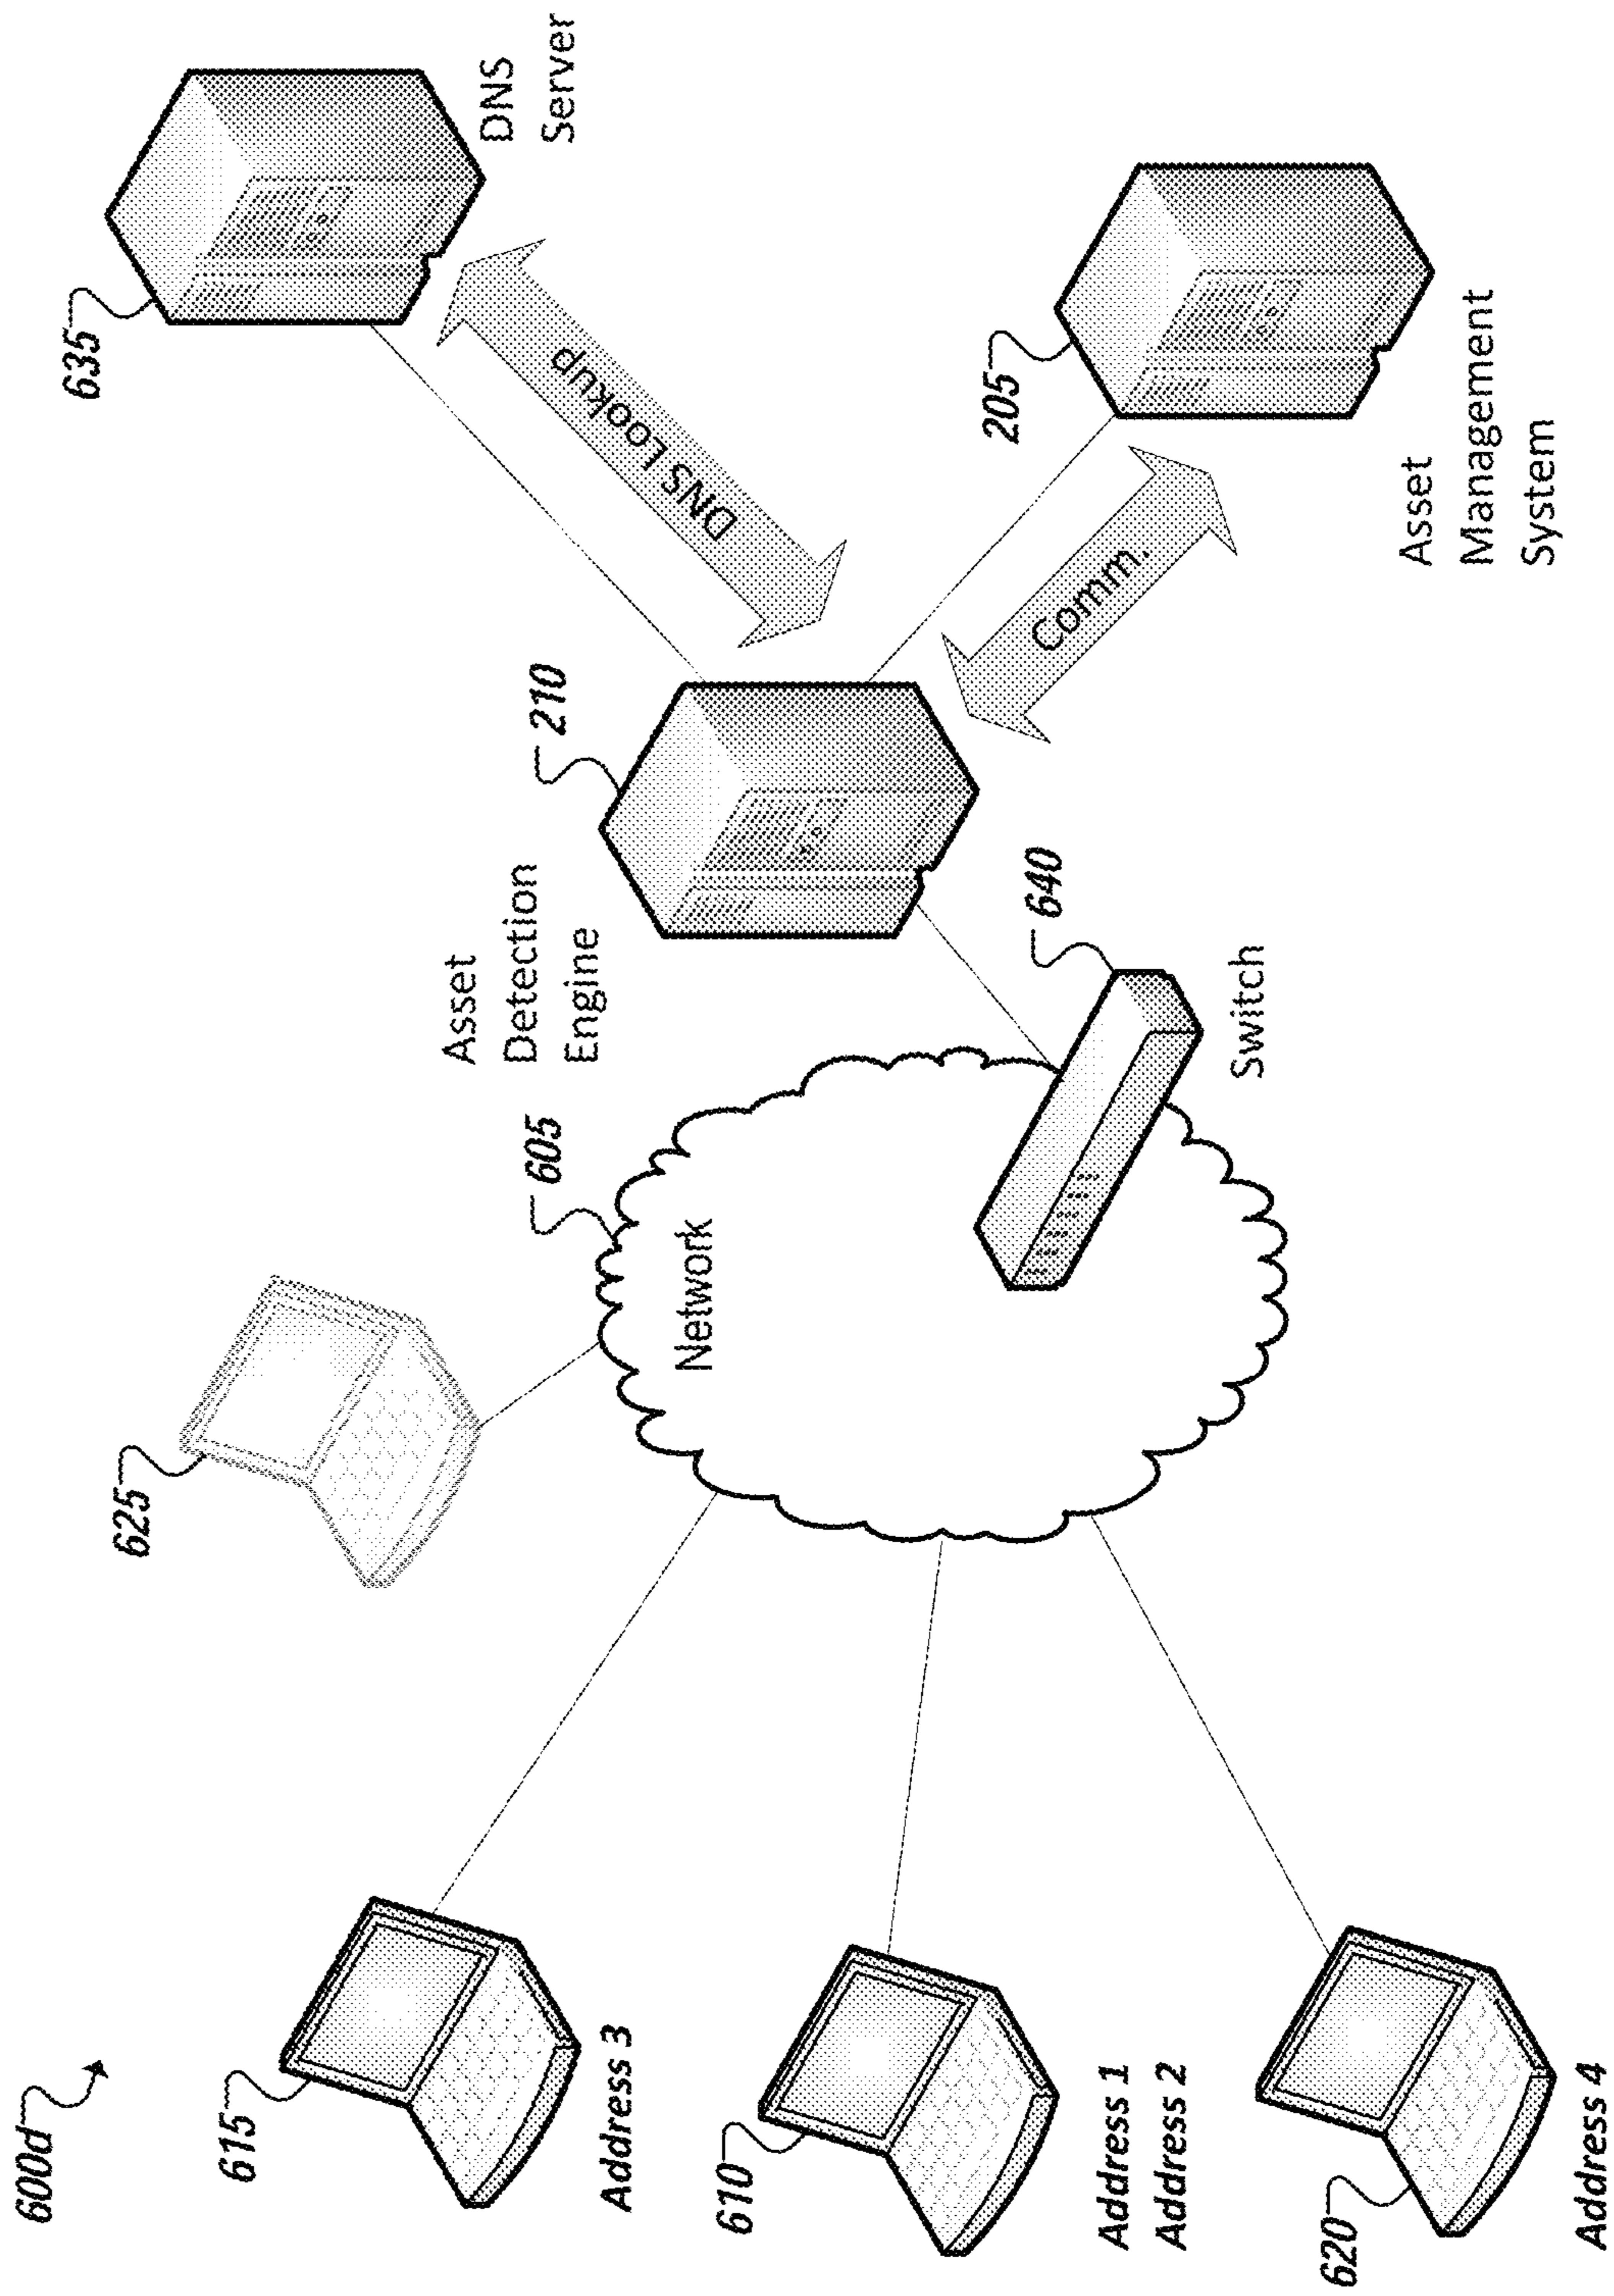 600d
625
635
DNS
Server
615
Address 3
605
Network
Asset
Detection
Engine
210
DNS Lookup
610
Address 1
Address 2
640
Switch
Comm.
205
Asset
Management
System
620
Address 4